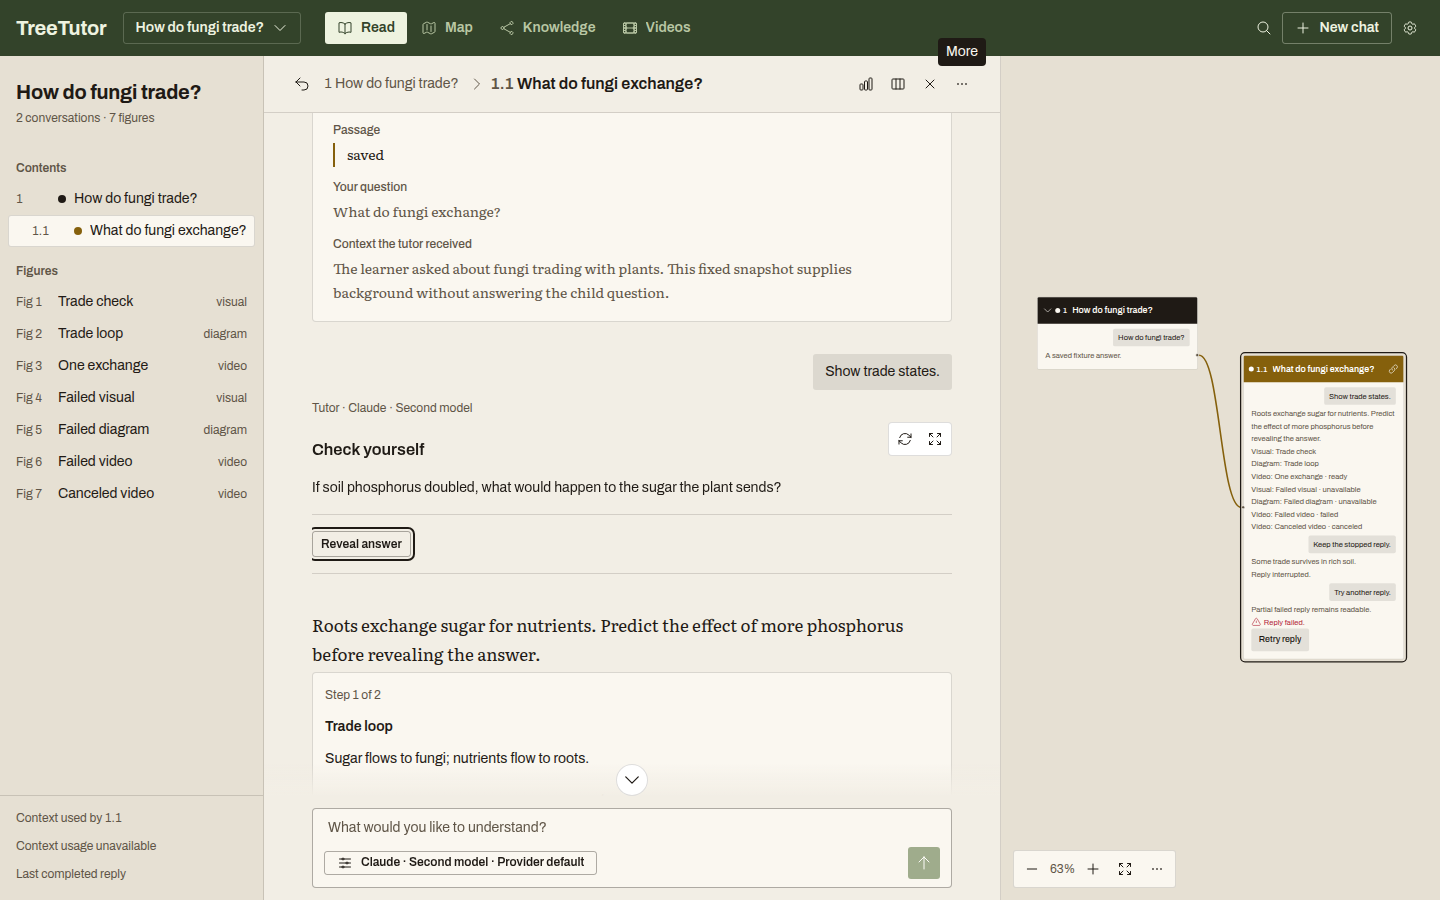 TreeTutor
How do fungi trade?
Read
Map
Knowledge
Videos
New chat
More
How do fungi trade?
2 conversations · 7 figures
Contents
1 How do fungi trade?
1.1 What do fungi exchange?
Figures
Fig 1 Trade check visual
Fig 2 Trade loop diagram
Fig 3 One exchange video
Fig 4 Failed visual visual
Fig 5 Failed diagram diagram
Fig 6 Failed video video
Fig 7 Canceled video video
Context used by 1.1
Context usage unavailable
Last completed reply
1 How do fungi trade?
1.1 What do fungi exchange?
Passage
saved
Your question
What do fungi exchange?
Context the tutor received
The learner asked about fungi trading with plants. This fixed snapshot supplies
background without answering the child question.
Show trade states.
Tutor · Claude · Second model
Check yourself
If soil phosphorus doubled, what would happen to the sugar the plant sends?
Reveal answer
Roots exchange sugar for nutrients. Predict the effect of more phosphorus
before revealing the answer.
Step 1 of 2
Trade loop
Sugar flows to fungi; nutrients flow to roots.
What would you like to understand?
Claude · Second model · Provider default
1 How do fungi trade?
How do fungi trade?
A saved fixture answer.
1.1 What do fungi exchange?
Show trade states.
Roots exchange sugar for nutrients. Predict
the effect of more phosphorus before
revealing the answer.
Visual: Trade check
Diagram: Trade loop
Video: One exchange · ready
Visual: Failed visual · unavailable
Diagram: Failed diagram · unavailable
Video: Failed video · failed
Video: Canceled video · canceled
Keep the stopped reply.
Some trade survives in rich soil.
Reply interrupted.
Try another reply.
Partial failed reply remains readable.
Reply failed.
Retry reply
63%